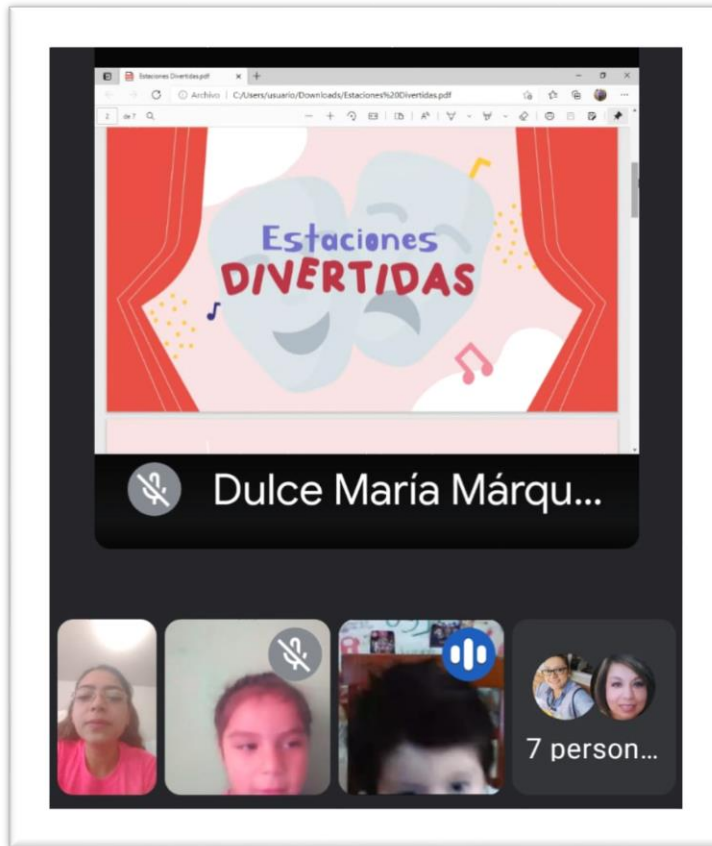 Estaciones Divertidas.pdf
Archivo | C:/Users/usuario/Downloads/Estaciones%20Divertidas.pdf
2 de 7
Estaciones
DIVERTIDAS
Dulce María Márqu...
7 person...